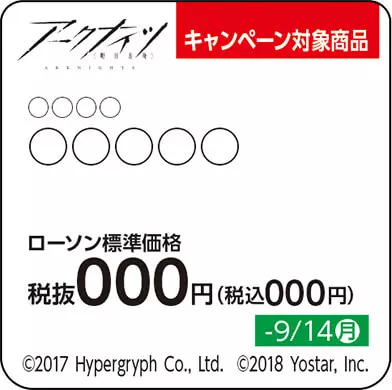 アークナイツ
〈明日方舟〉
ARKNIGHTS
キャンペーン対象商品
○○○○
○○○○○
ローソン標準価格
税抜000円(税込000円)
-9/14月
©2017 Hypergryph Co., Ltd. ©2018 Yostar, Inc.